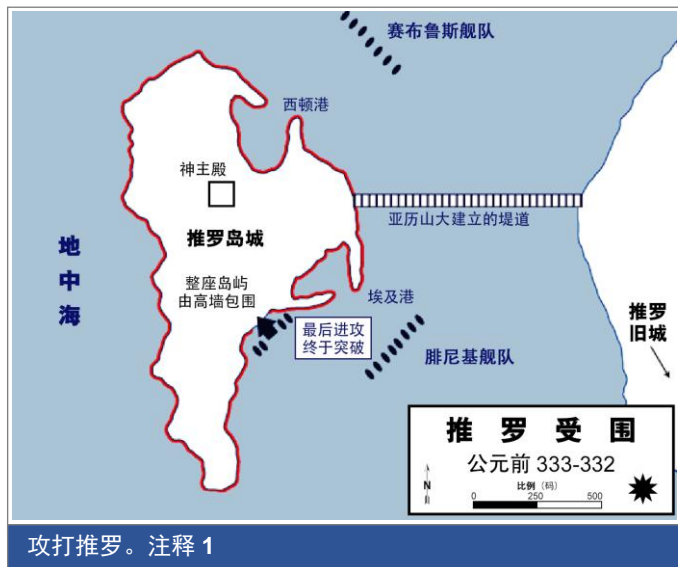 赛布鲁斯舰队
西顿港
神主殿
亚历山大建立的堤道
推罗岛城
地中海
整座岛屿
由高墙包围
埃及港
最后进攻
终于突破
腓尼基舰队
推罗
旧城
推罗受围
公元前 333-332
N
比例（码）
0 250 500
攻打推罗。注释 1